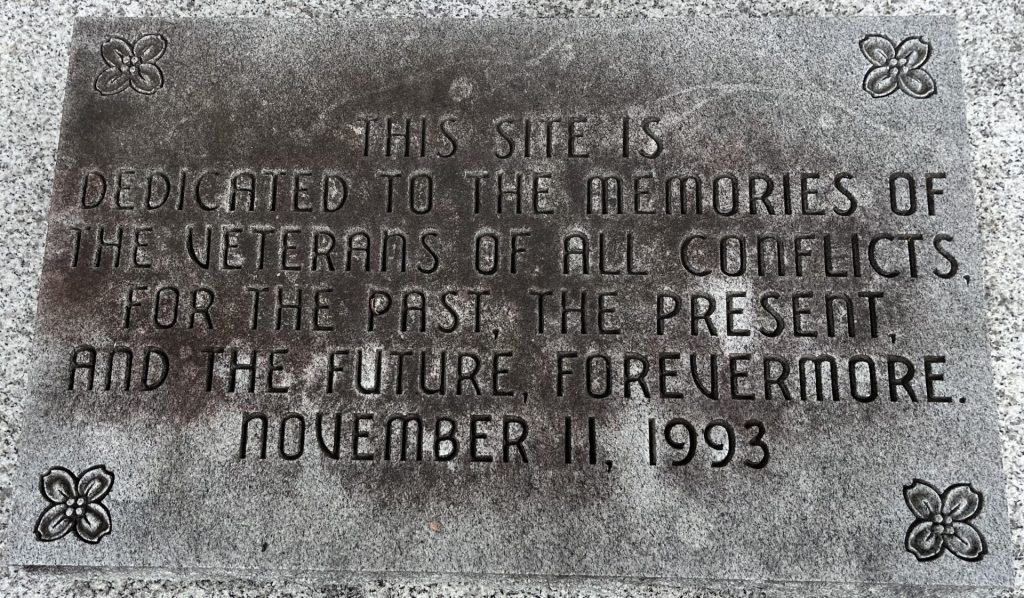 THIS SITE IS
DEDICATED TO THE MEMORIES OF
THE VETERANS OF ALL CONFLICTS,
FOR THE PAST, THE PRESENT,
AND THE FUTURE, FOREVERMORE.
NOVEMBER 11, 1993